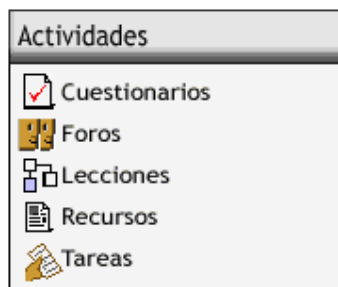 Actividades
Cuestionarios
Foros
Lecciones
Recursos
Tareas